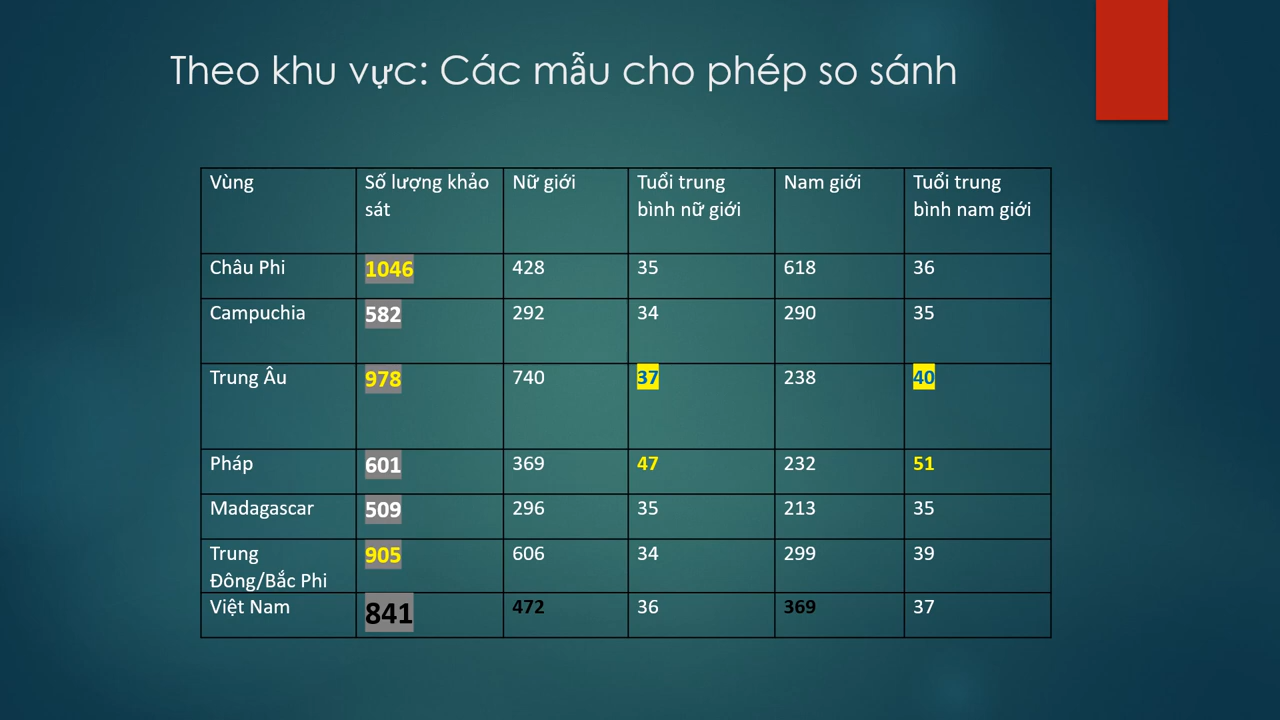 Theo khu vực: Các mẫu cho phép so sánh
Vùng Số lượng khảo sát Nữ giới Tuổi trung bình nữ giới Nam giới Tuổi trung bình nam giới
Châu Phi 1046 428 35 618 36
Campuchia 582 292 34 290 35
Trung Âu 978 740 37 238 40
Pháp 601 369 47 232 51
Madagascar 509 296 35 213 35
Trung Đông/Bắc Phi 905 606 34 299 39
Việt Nam 841 472 36 369 37